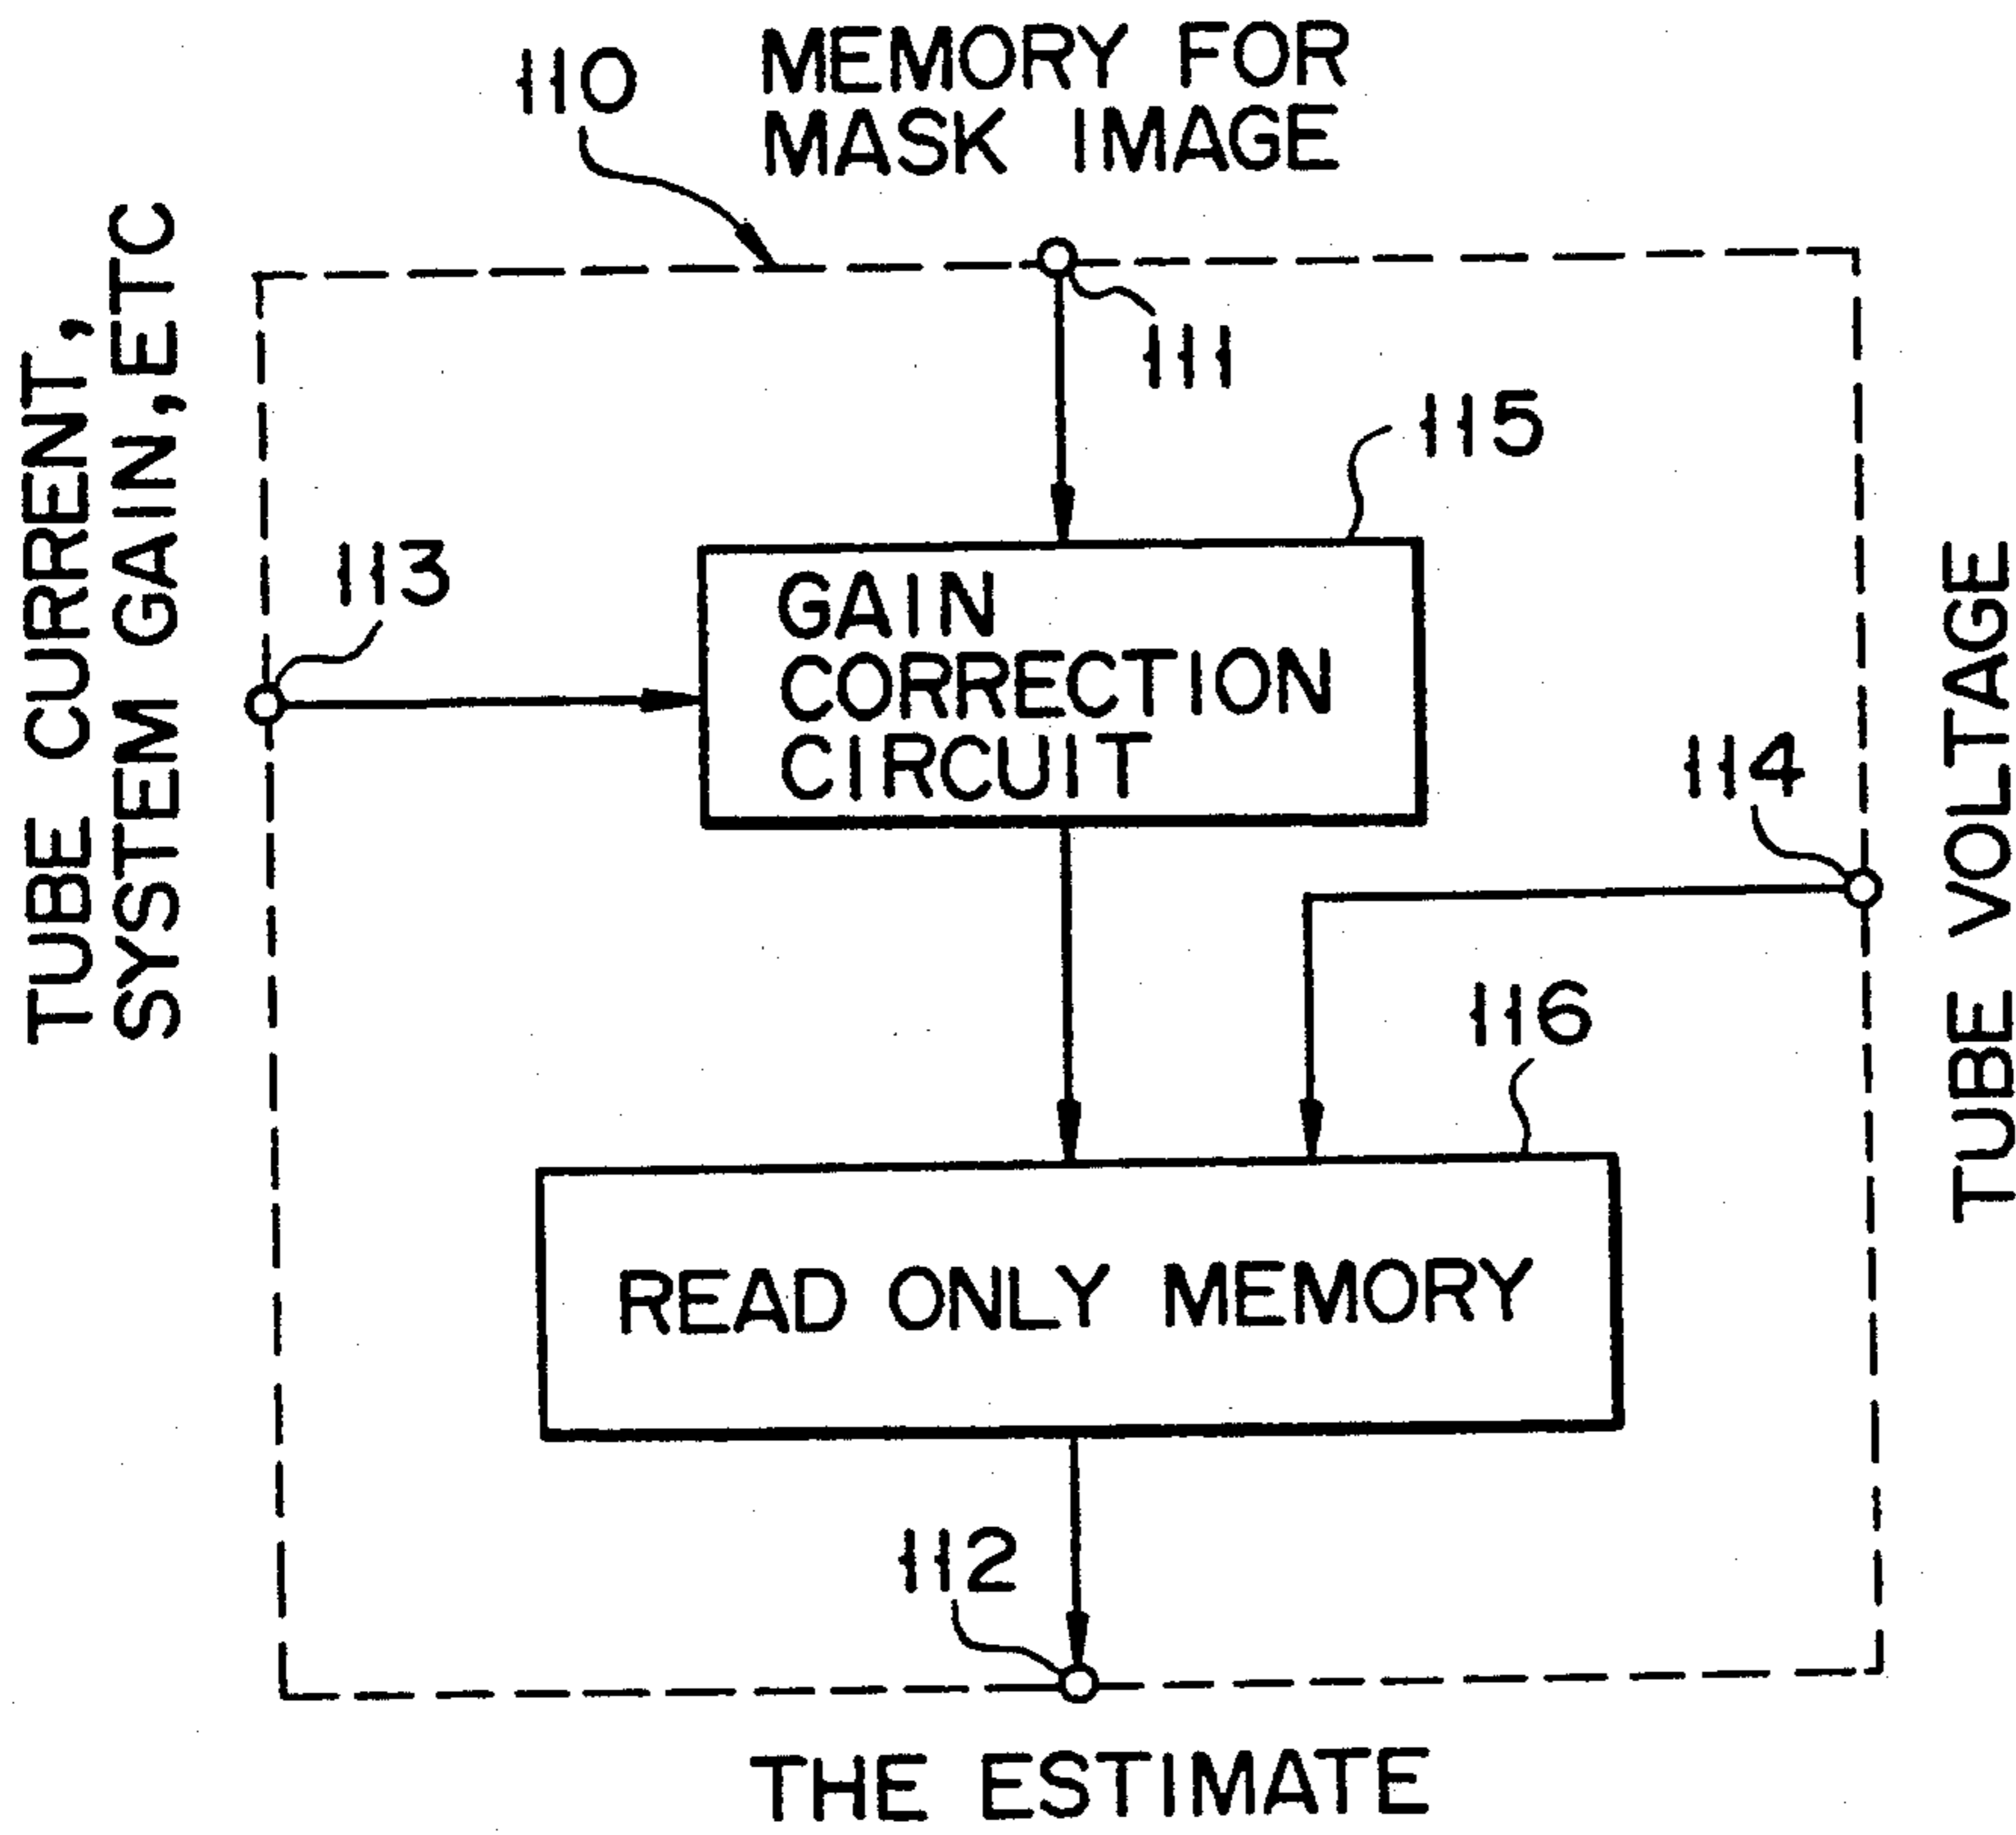 110
MEMORY FOR
MASK IMAGE
111
115
TUBE CURRENT,
SYSTEM GAIN, ETC
113
GAIN
CORRECTION
CIRCUIT
114
TUBE VOLTAGE
116
READ ONLY MEMORY
112
THE ESTIMATE